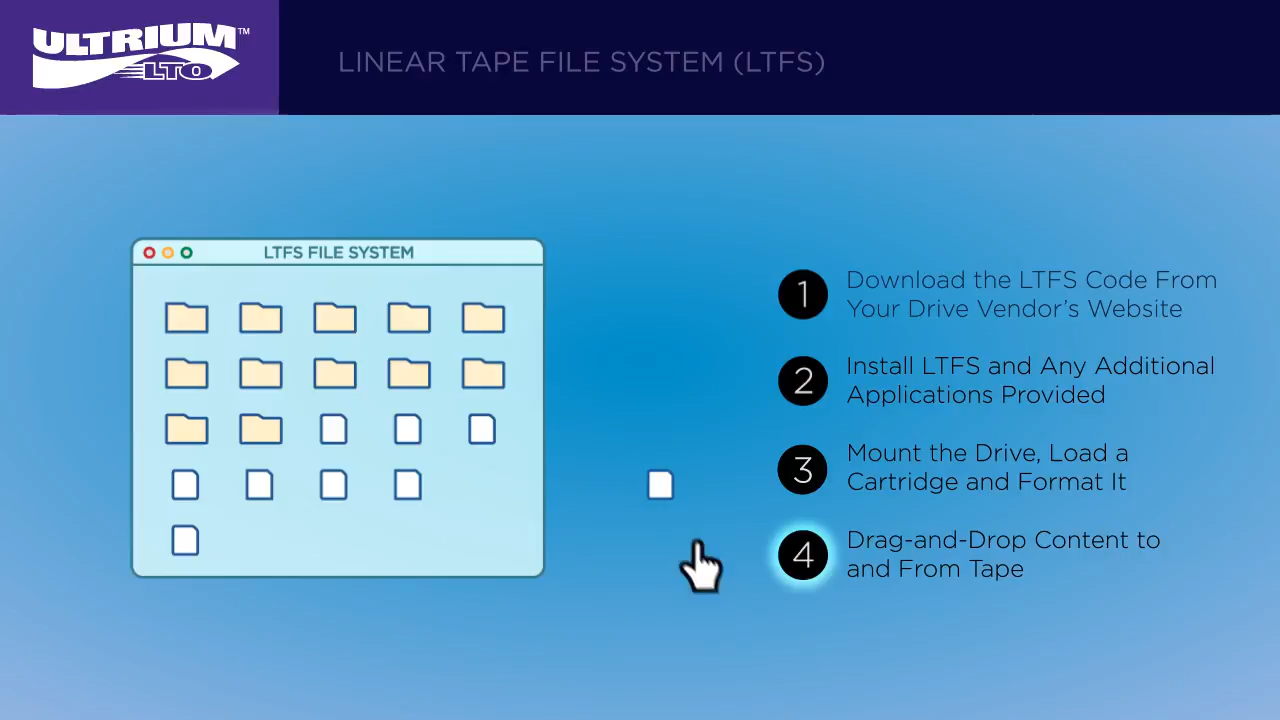 ULTRIUM™
LTO
LINEAR TAPE FILE SYSTEM (LTFS)
LTFS FILE SYSTEM
1 Download the LTFS Code From
Your Drive Vendor's Website
2 Install LTFS and Any Additional
Applications Provided
3 Mount the Drive, Load a
Cartridge and Format It
4 Drag-and-Drop Content to
and From Tape